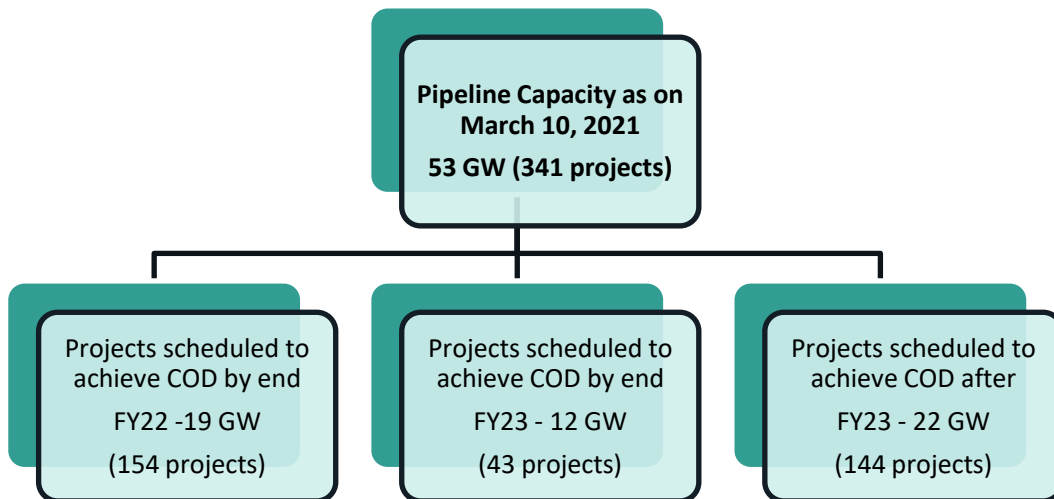 Pipeline Capacity as on
March 10, 2021
53 GW (341 projects)
Projects scheduled to
achieve COD by end
FY22 -19 GW
(154 projects)
Projects scheduled to
achieve COD by end
FY23 - 12 GW
(43 projects)
Projects scheduled to
achieve COD after
FY23 - 22 GW
(144 projects)